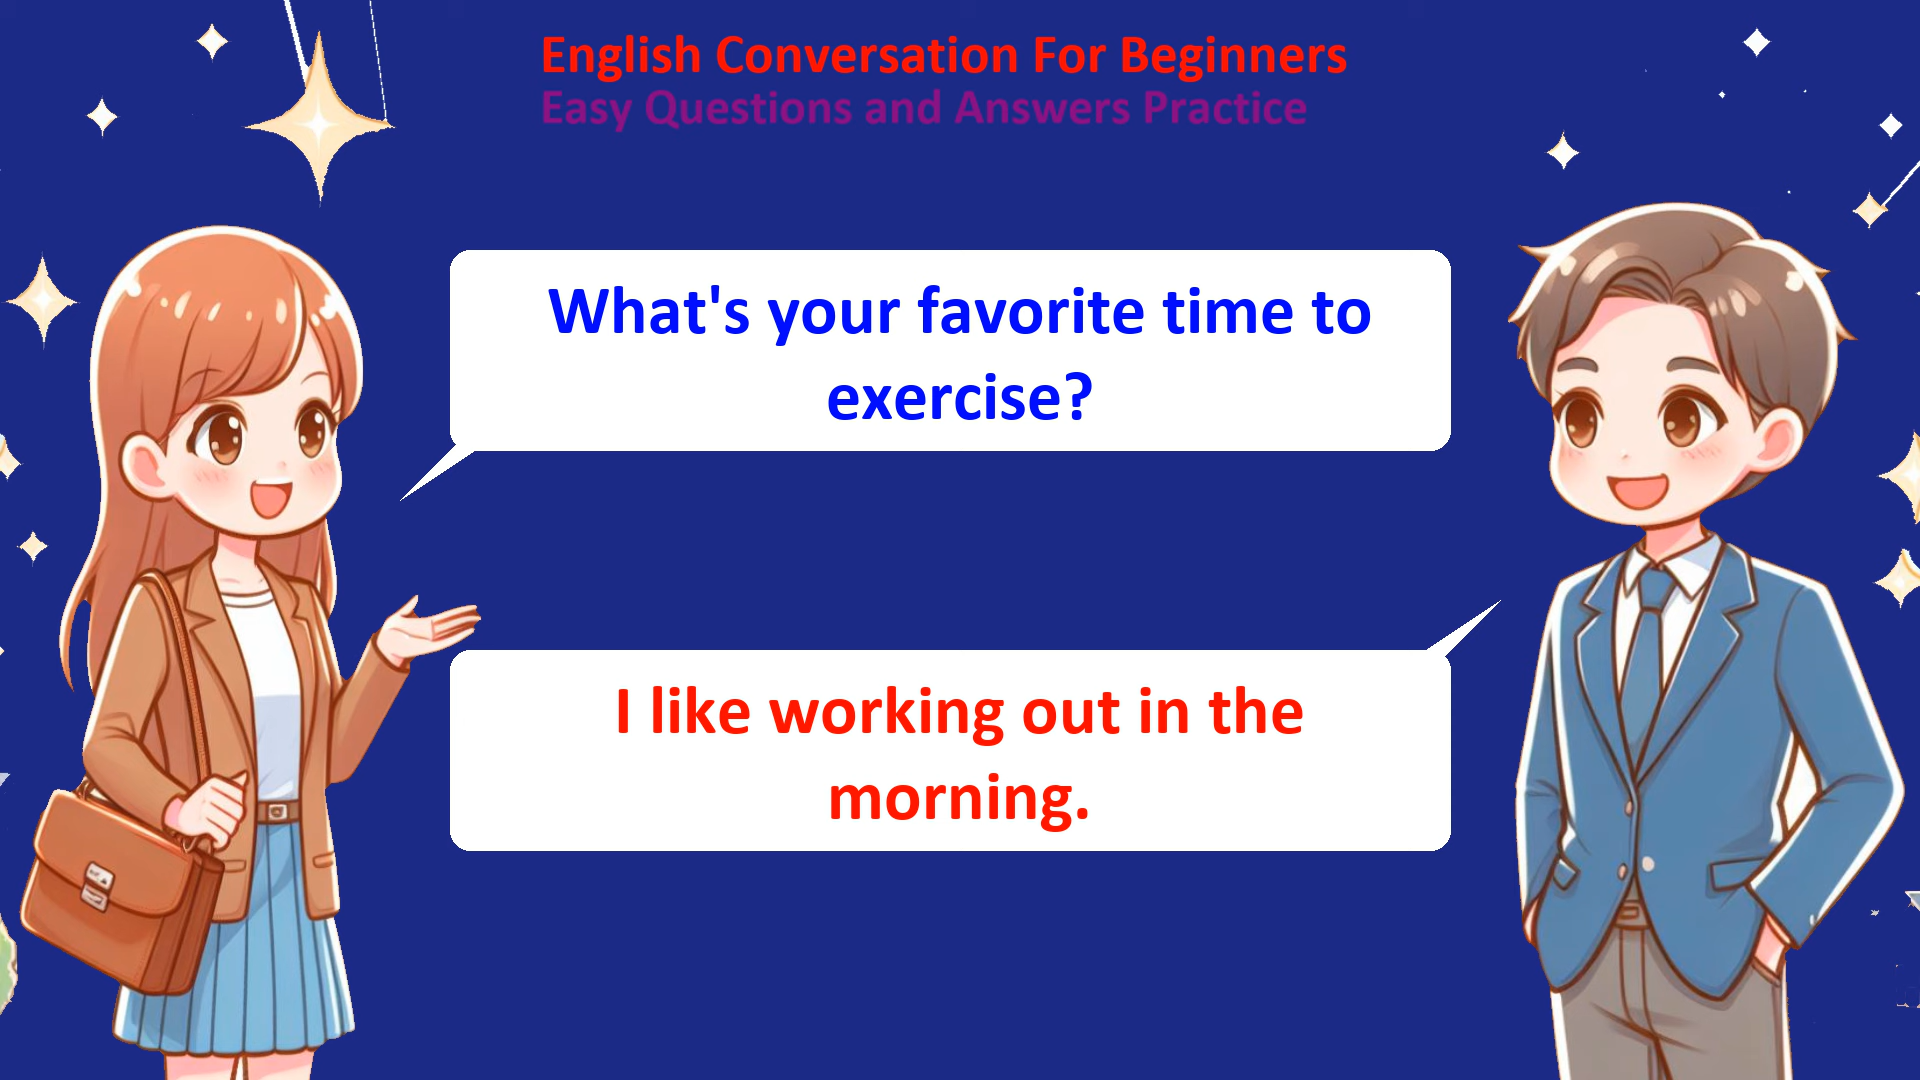 English Conversation For Beginners
Easy Questions and Answers Practice
What's your favorite time to
exercise?
I like working out in the
morning.